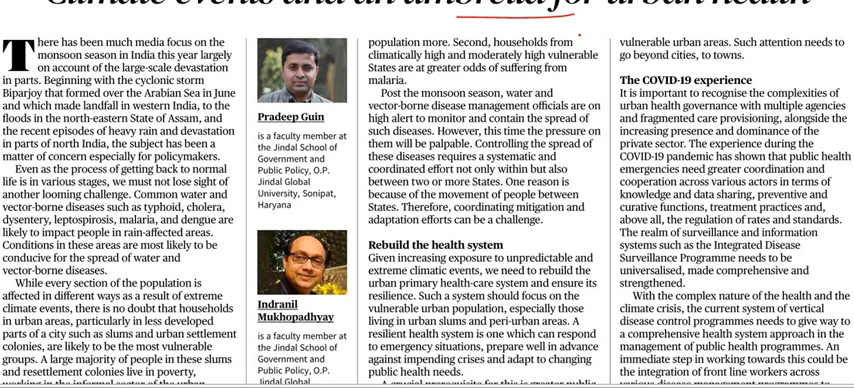 Climate events and an umbrella for urban health
There has been much media focus on the
monsoon season in India this year largely
on account of the large-scale devastation
in parts. Beginning with the cyclonic storm
Biparjoy that formed over the Arabian Sea in June
and which made landfall in western India, to the
floods in the north-eastern State of Assam, and
the recent episodes of heavy rain and devastation
in parts of north India, the subject has been a
matter of concern especially for policymakers.
Even as the process of getting back to normal
life is in various stages, we must not lose sight of
another looming challenge. Common water and
vector-borne diseases such as typhoid, cholera,
dysentery, leptospirosis, malaria, and dengue are
likely to impact people in rain-affected areas.
Conditions in these areas are most likely to be
conducive for the spread of water and
vector-borne diseases.
While every section of the population is
affected in different ways as a result of extreme
climate events, there is no doubt that households
in urban areas, particularly in less developed
parts of a city such as slums and urban settlement
colonies, are likely to be the most vulnerable
groups. A large majority of people in these slums
and resettlement colonies live in poverty,
working in the informal sector of the urban
Pradeep Guin
is a faculty member at
the Jindal School of
Government and
Public Policy, O.P.
Jindal Global
University, Sonipat,
Haryana
Indranil
Mukhopadhyay
is a faculty member at
the Jindal School of
Government and
Public Policy, O.P.
Jindal Global
population more. Second, households from
climatically high and moderately high vulnerable
States are at greater odds of suffering from
malaria.
Post the monsoon season, water and
vector-borne disease management officials are on
high alert to monitor and contain the spread of
such diseases. However, this time the pressure on
them will be palpable. Controlling the spread of
these diseases requires a systematic and
coordinated effort not only within but also
between two or more States. One reason is
because of the movement of people between
States. Therefore, coordinating mitigation and
adaptation efforts can be a challenge.
Rebuild the health system
Given increasing exposure to unpredictable and
extreme climatic events, we need to rebuild the
urban primary health-care system and ensure its
resilience. Such a system should focus on the
vulnerable urban population, especially those
living in urban slums and peri-urban areas. A
resilient health system is one which can respond
to emergency situations, prepare well in advance
against impending crises and adapt to changing
public health needs.
A crucial prerequisite for this is greater public
vulnerable urban areas. Such attention needs to
go beyond cities, to towns.
The COVID-19 experience
It is important to recognise the complexities of
urban health governance with multiple agencies
and fragmented care provisioning, alongside the
increasing presence and dominance of the
private sector. The experience during the
COVID-19 pandemic has shown that public health
emergencies need greater coordination and
cooperation across various actors in terms of
knowledge and data sharing, preventive and
curative functions, treatment practices and,
above all, the regulation of rates and standards.
The realm of surveillance and information
systems such as the Integrated Disease
Surveillance Programme needs to be
universalised, made comprehensive and
strengthened.
With the complex nature of the health and the
climate crisis, the current system of vertical
disease control programmes needs to give way to
a comprehensive health system approach in the
management of public health programmes. An
immediate step in working towards this could be
the integration of front line workers across
various disease management programmes to